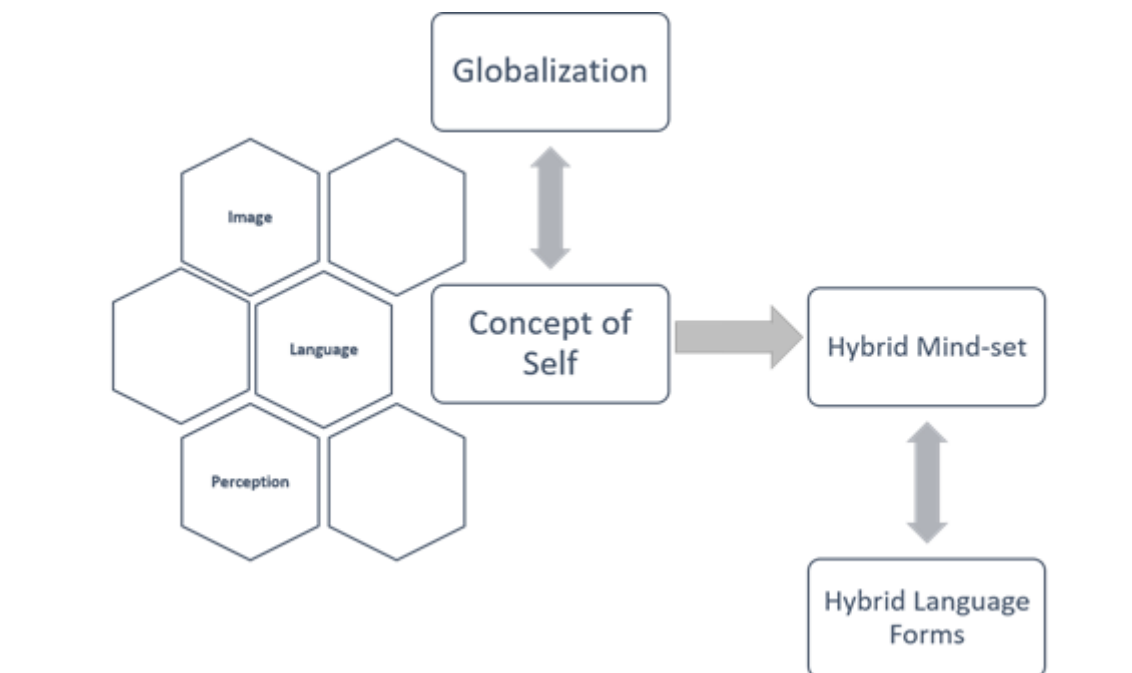 Globalization
Image
Language
Concept of
Self
Hybrid Mind-set
Perception
Hybrid Language
Forms